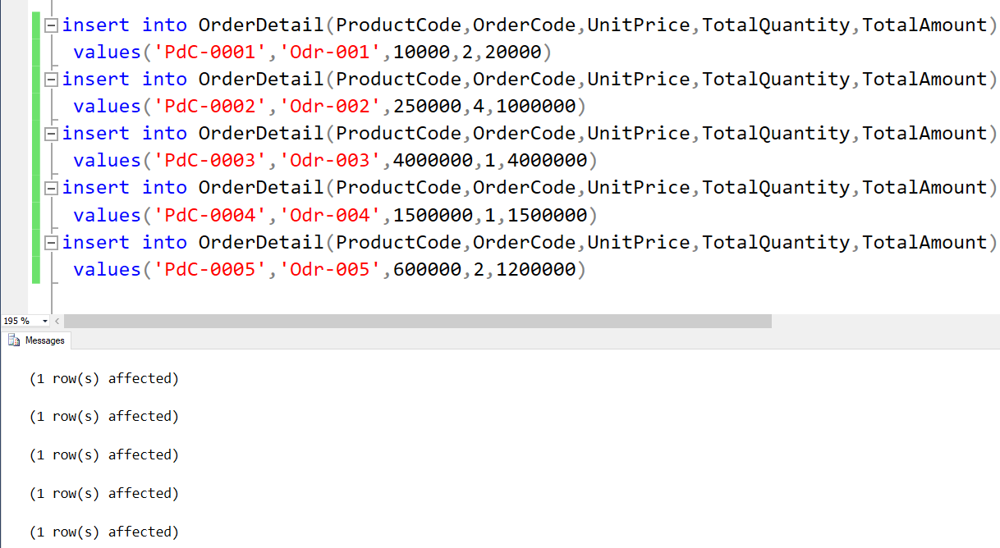 insert into OrderDetail(ProductCode,OrderCode,UnitPrice,TotalQuantity,TotalAmount)
values('PdC-0001','Odr-001',10000,2,20000)
insert into OrderDetail(ProductCode,OrderCode,UnitPrice,TotalQuantity,TotalAmount)
values('PdC-0002','Odr-002',250000,4,1000000)
insert into OrderDetail(ProductCode,OrderCode,UnitPrice,TotalQuantity,TotalAmount)
values('PdC-0003','Odr-003',4000000,1,4000000)
insert into OrderDetail(ProductCode,OrderCode,UnitPrice,TotalQuantity,TotalAmount)
values('PdC-0004','Odr-004',1500000,1,1500000)
insert into OrderDetail(ProductCode,OrderCode,UnitPrice,TotalQuantity,TotalAmount)
values('PdC-0005','Odr-005',600000,2,1200000)
195 %
Messages
(1 row(s) affected)
(1 row(s) affected)
(1 row(s) affected)
(1 row(s) affected)
(1 row(s) affected)